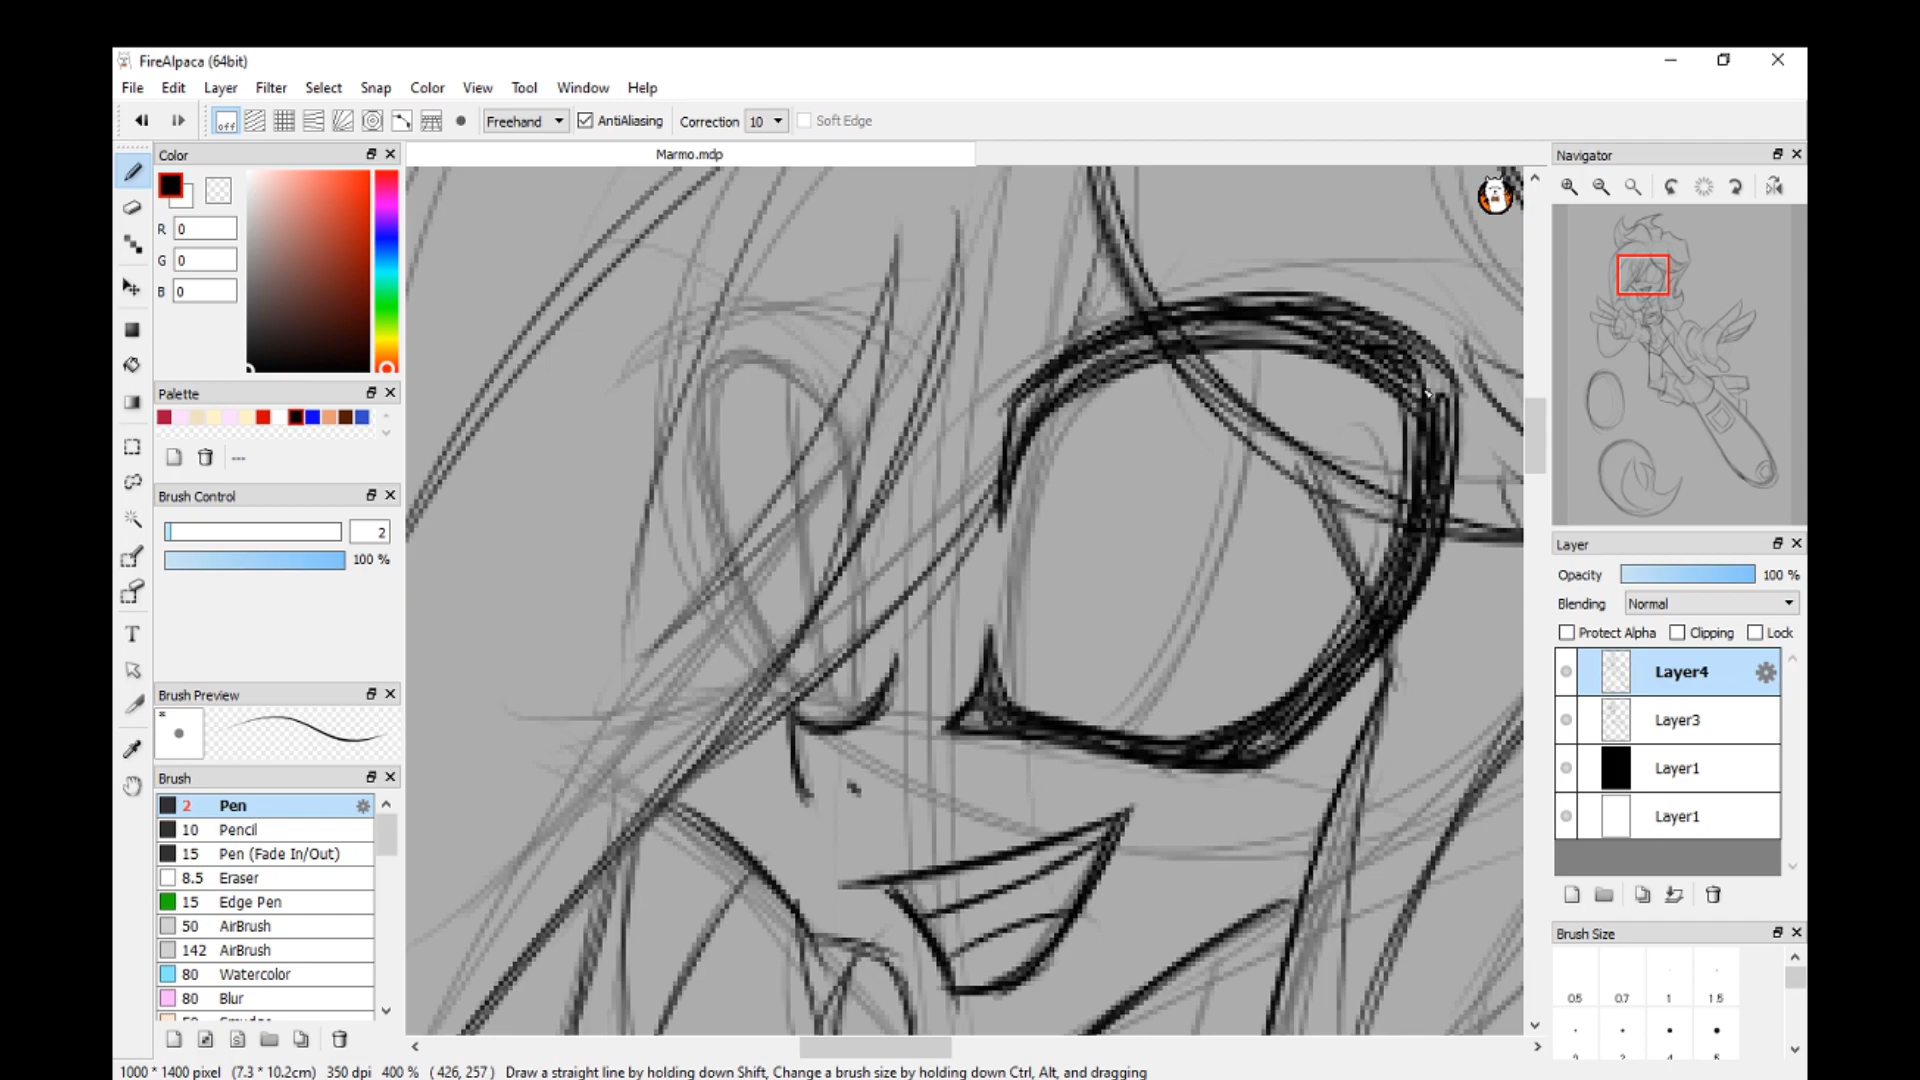 FireAlpaca (64bit)
File Edit Layer Filter Select Snap Color View Tool Window Help
off Freehand AntiAliasing Correction 10 Soft Edge
Color
R 0
G 0
B 0
Palette
---
Brush Control
2
100 %
Brush Preview
Brush
2 Pen
10 Pencil
15 Pen (Fade In/Out)
8.5 Eraser
15 Edge Pen
50 AirBrush
142 AirBrush
80 Watercolor
80 Blur
Marmo.mdp
Navigator
Layer
Opacity 100 %
Blending Normal
Protect Alpha Clipping Lock
Layer4
Layer3
Layer1
Layer1
Brush Size
0.5 0.7 1 1.5
1000 * 1400 pixel (7.3 * 10.2cm) 350 dpi 400 % ( 426, 257 ) Draw a straight line by holding down Shift, Change a brush size by holding down Ctrl, Alt, and dragging